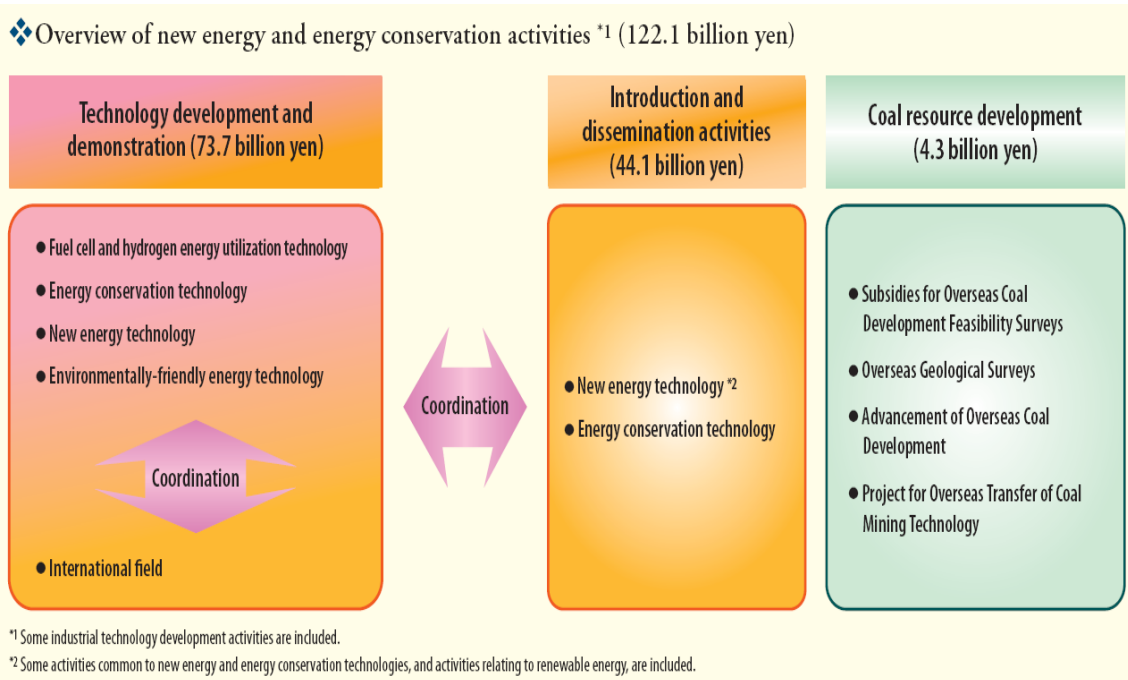 ❖Overview of new energy and energy conservation activities *1 (122.1 billion yen)
Technology development and
demonstration (73.7 billion yen)
● Fuel cell and hydrogen energy utilization technology
● Energy conservation technology
● New energy technology
● Environmentally-friendly energy technology
Coordination
● International field
Coordination
Introduction and
dissemination activities
(44.1 billion yen)
● New energy technology *2
● Energy conservation technology
Coal resource development
(4.3 billion yen)
● Subsidies for Overseas Coal
Development Feasibility Surveys
● Overseas Geological Surveys
● Advancement of Overseas Coal
Development
● Project for Overseas Transfer of Coal
Mining Technology
*1 Some industrial technology development activities are included.
*2 Some activities common to new energy and energy conservation technologies, and activities relating to renewable energy, are included.